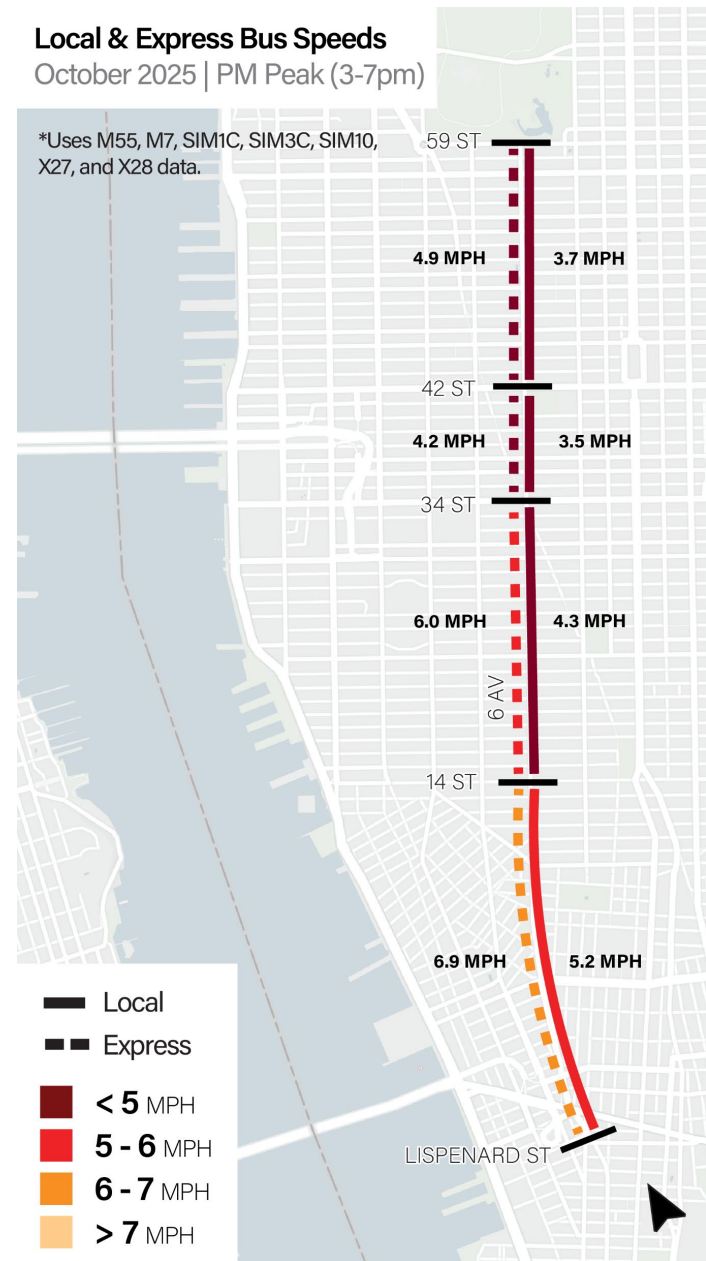 Local & Express Bus Speeds
October 2025 | PM Peak (3-7pm)
*Uses M55, M7, SIM1C, SIM3C, SIM10,
X27, and X28 data.
59 ST
4.9 MPH
3.7 MPH
42 ST
4.2 MPH
3.5 MPH
34 ST
6.0 MPH
4.3 MPH
6 AV
14 ST
6.9 MPH
5.2 MPH
LISPENARD ST
Local
Express
< 5 MPH
5 - 6 MPH
6 - 7 MPH
> 7 MPH